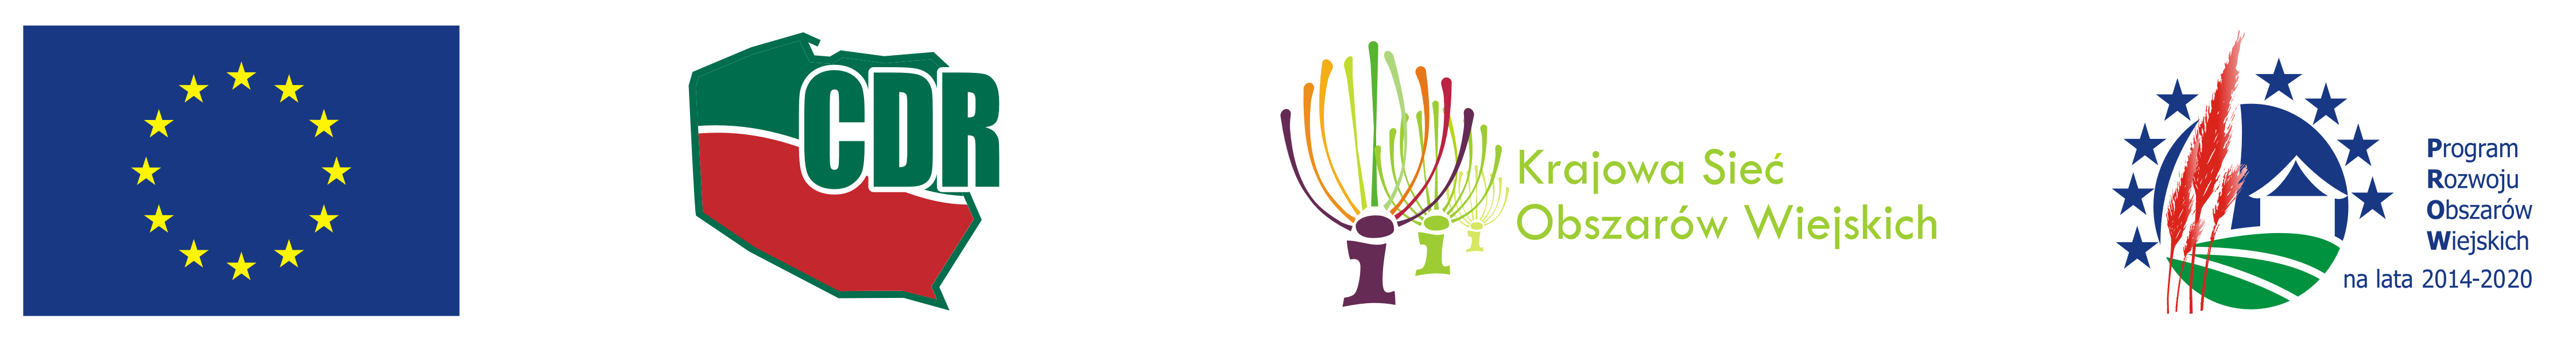 CDR
Krajowa Sieć
Obszarów Wiejskich
Program
Rozwoju
Obszarów
Wiejskich
na lata 2014-2020